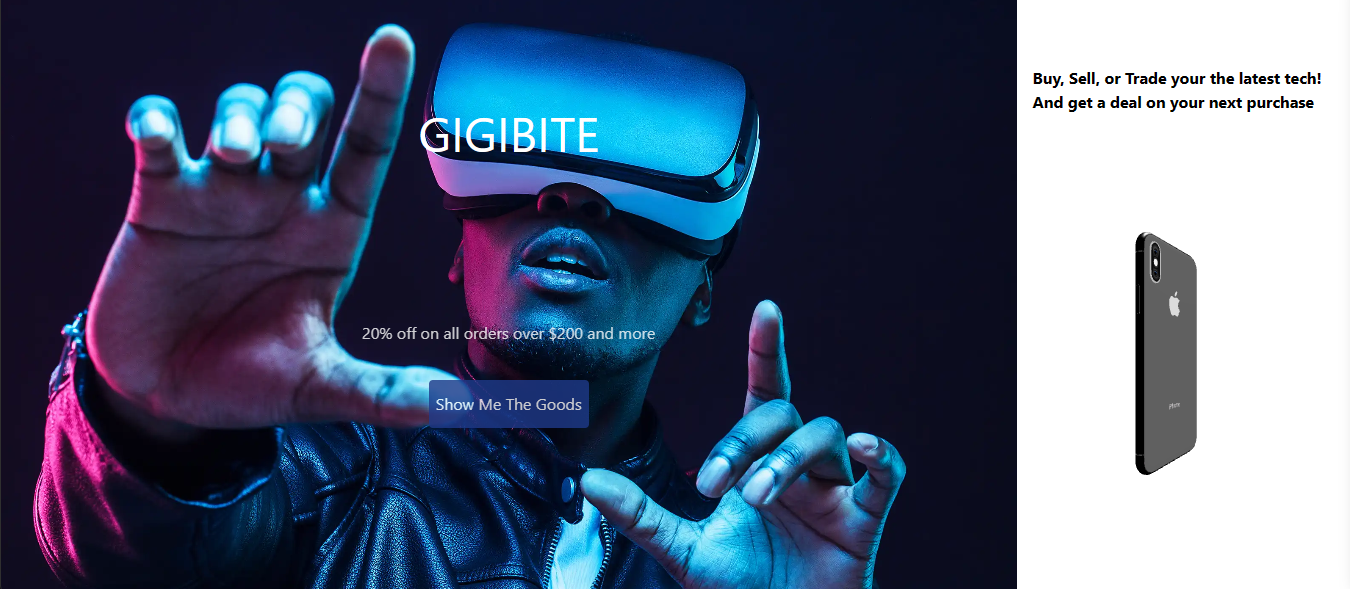 GIGIBITE
20% off on all orders over $200 and more
Show Me The Goods
Buy, Sell, or Trade your the latest tech!
And get a deal on your next purchase
iPhone